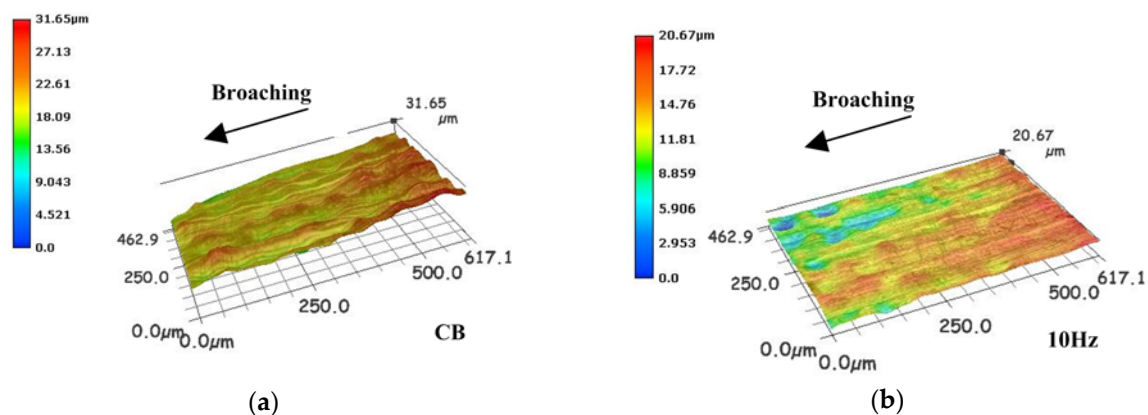 31.65µm
27.13
22.61
18.09
13.56
9.043
4.521
0.0
Broaching
31.65
µm
462.9
250.0
0.0µm
0.0µm
250.0
500.0
617.1
CB
(a)
20.67µm
17.72
14.76
11.81
8.859
5.906
2.953
0.0
Broaching
20.67
µm
462.9
250.0
0.0µm
0.0µm
250.0
500.0
617.1
10Hz
(b)